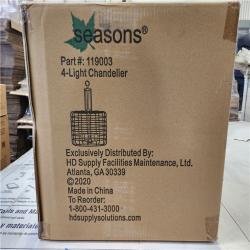 seasons®
Part #: 119003
4-Light Chandelier
Exclusively Distributed By:
HD Supply Facilities Maintenance, Ltd.
Atlanta, GA 30339
©2020
Made in China
To Reorder:
1-800-431-3000
hdsupplysolutions.com